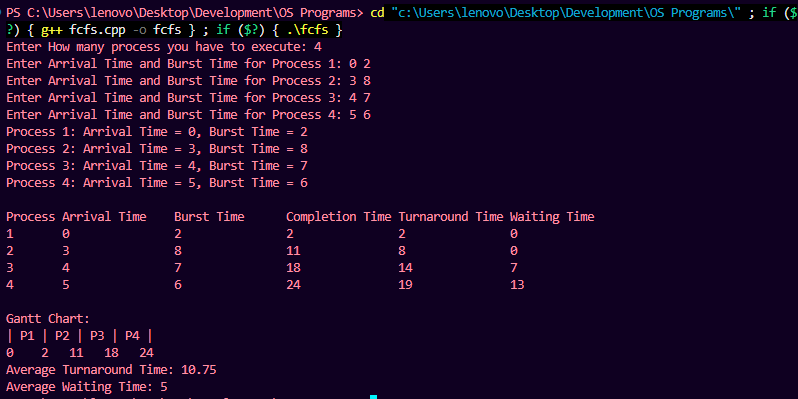 PS C:\Users\lenovo\Desktop\Development\OS Programs> cd "c:\Users\lenovo\Desktop\Development\OS Programs\" ; if ($
?) { g++ fcfs.cpp -o fcfs } ; if ($?) { .\fcfs }
Enter How many process you have to execute: 4
Enter Arrival Time and Burst Time for Process 1: 0 2
Enter Arrival Time and Burst Time for Process 2: 3 8
Enter Arrival Time and Burst Time for Process 3: 4 7
Enter Arrival Time and Burst Time for Process 4: 5 6
Process 1: Arrival Time = 0, Burst Time = 2
Process 2: Arrival Time = 3, Burst Time = 8
Process 3: Arrival Time = 4, Burst Time = 7
Process 4: Arrival Time = 5, Burst Time = 6
Process Arrival Time    Burst Time      Completion Time Turnaround Time Waiting Time
1       0               2               2               2               0
2       3               8               11              8               0
3       4               7               18              14              7
4       5               6               24              19              13
Gantt Chart:
| P1 | P2 | P3 | P4 |
0    2   11   18   24
Average Turnaround Time: 10.75
Average Waiting Time: 5